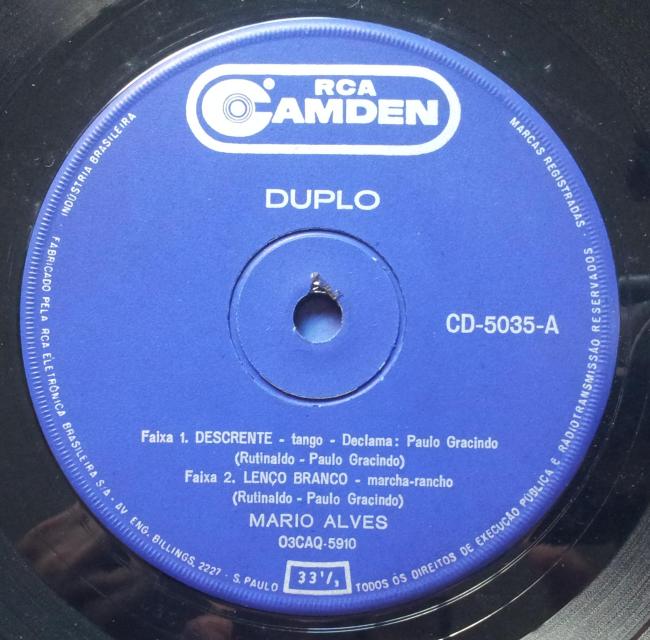 RCA
CAMDEN
INDÚSTRIA BRASILEIRA
MARCAS REGISTRADAS
DUPLO
CD-5035-A
Faixa 1. DESCRENTE - tango - Declama: Paulo Gracindo
(Rutinaldo - Paulo Gracindo)
Faixa 2. LENÇO BRANCO - marcha-rancho
(Rutinaldo - Paulo Gracindo)
MARIO ALVES
03CAQ-5910
33 1/3
FABRICADO PELA RCA ELETRÔNICA BRASILEIRA S/A - AV. ENG. BILLINGS, 2227 - S. PAULO
TODOS OS DIREITOS DE EXECUÇÃO PÚBLICA E RADIOTRANSMISSÃO RESERVADOS